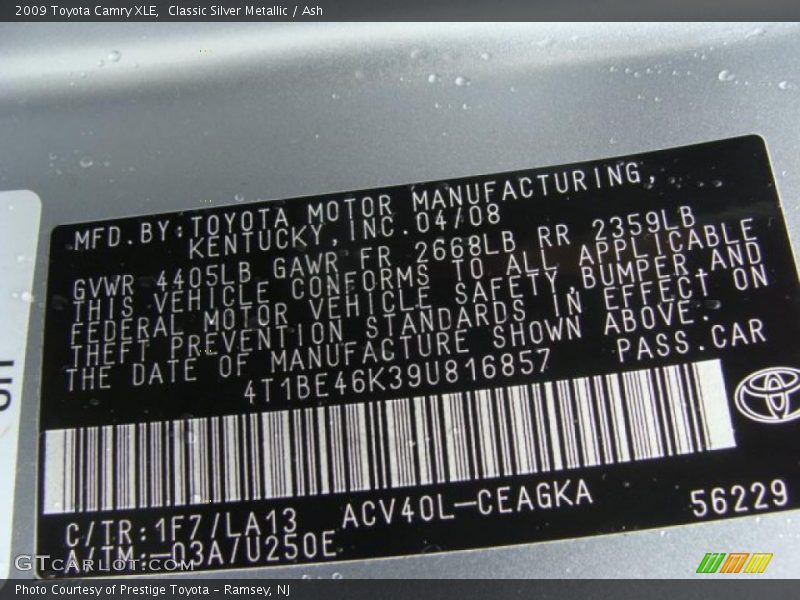 2009 Toyota Camry XLE, Classic Silver Metallic / Ash
MFD.BY:TOYOTA MOTOR MANUFACTURING,
KENTUCKY,INC.04/08
GVWR 4405LB GAWR FR 2668LB RR 2359LB
THIS VEHICLE CONFORMS TO ALL APPLICABLE
FEDERAL MOTOR VEHICLE SAFETY,BUMPER AND
THEFT PREVENTION STANDARDS IN EFFECT ON
THE DATE OF MANUFACTURE SHOWN ABOVE.
4T1BE46K39U816857 PASS.CAR
C/TR:1F7/LA13 ACV40L-CEAGKA 56229
A/TM:-03A/U250E
GTCARLOT.COM
Photo Courtesy of Prestige Toyota - Ramsey, NJ